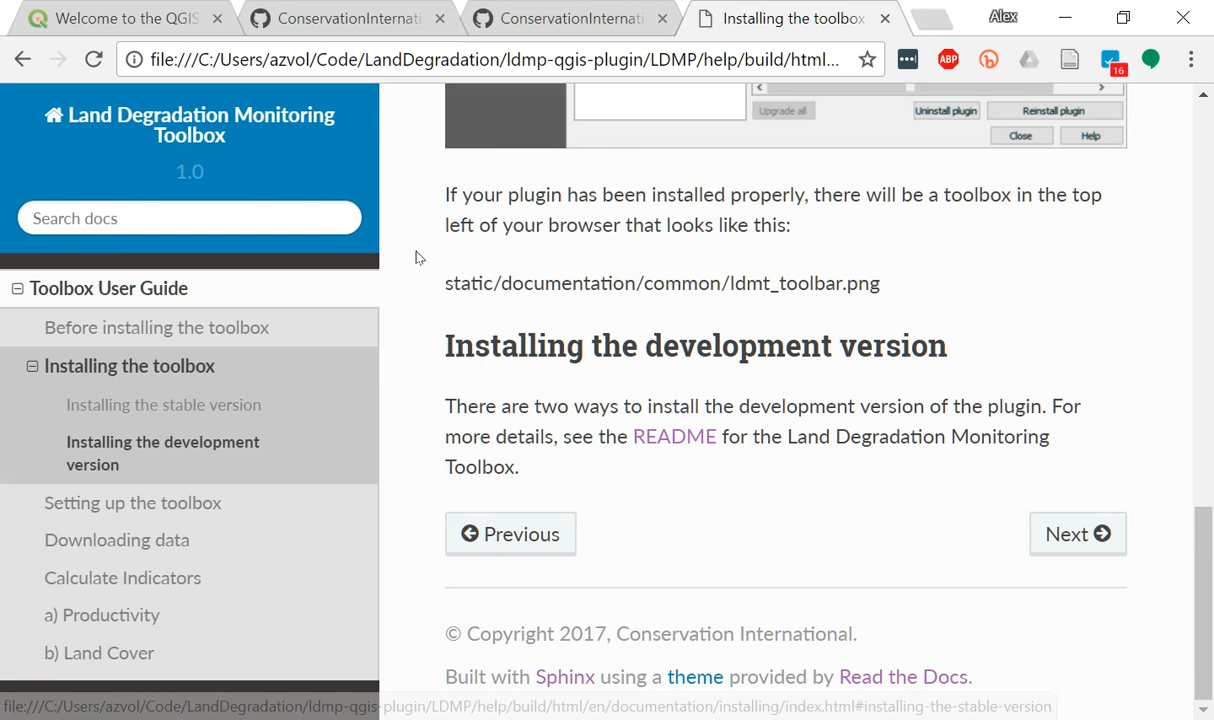 Welcome to the QGIS
ConservationInternati
ConservationInternati
Installing the toolbox
Alex
file:///C:/Users/azvol/Code/LandDegradation/ldmp-qgis-plugin/LDMP/help/build/html...
ABP
16
Land Degradation Monitoring
Toolbox
1.0
Search docs
Toolbox User Guide
Before installing the toolbox
Installing the toolbox
Installing the stable version
Installing the development
version
Setting up the toolbox
Downloading data
Calculate Indicators
a) Productivity
b) Land Cover
Upgrade all
Uninstall plugin
Reinstall plugin
Close
Help
If your plugin has been installed properly, there will be a toolbox in the top
left of your browser that looks like this:
static/documentation/common/ldmt_toolbar.png
Installing the development version
There are two ways to install the development version of the plugin. For
more details, see the README for the Land Degradation Monitoring
Toolbox.
Previous
Next
© Copyright 2017, Conservation International.
Built with Sphinx using a theme provided by Read the Docs.
file:///C:/Users/azvol/Code/LandDegradation/ldmp-qgis-plugin/LDMP/help/build/html/en/documentation/installing/index.html#installing-the-stable-version